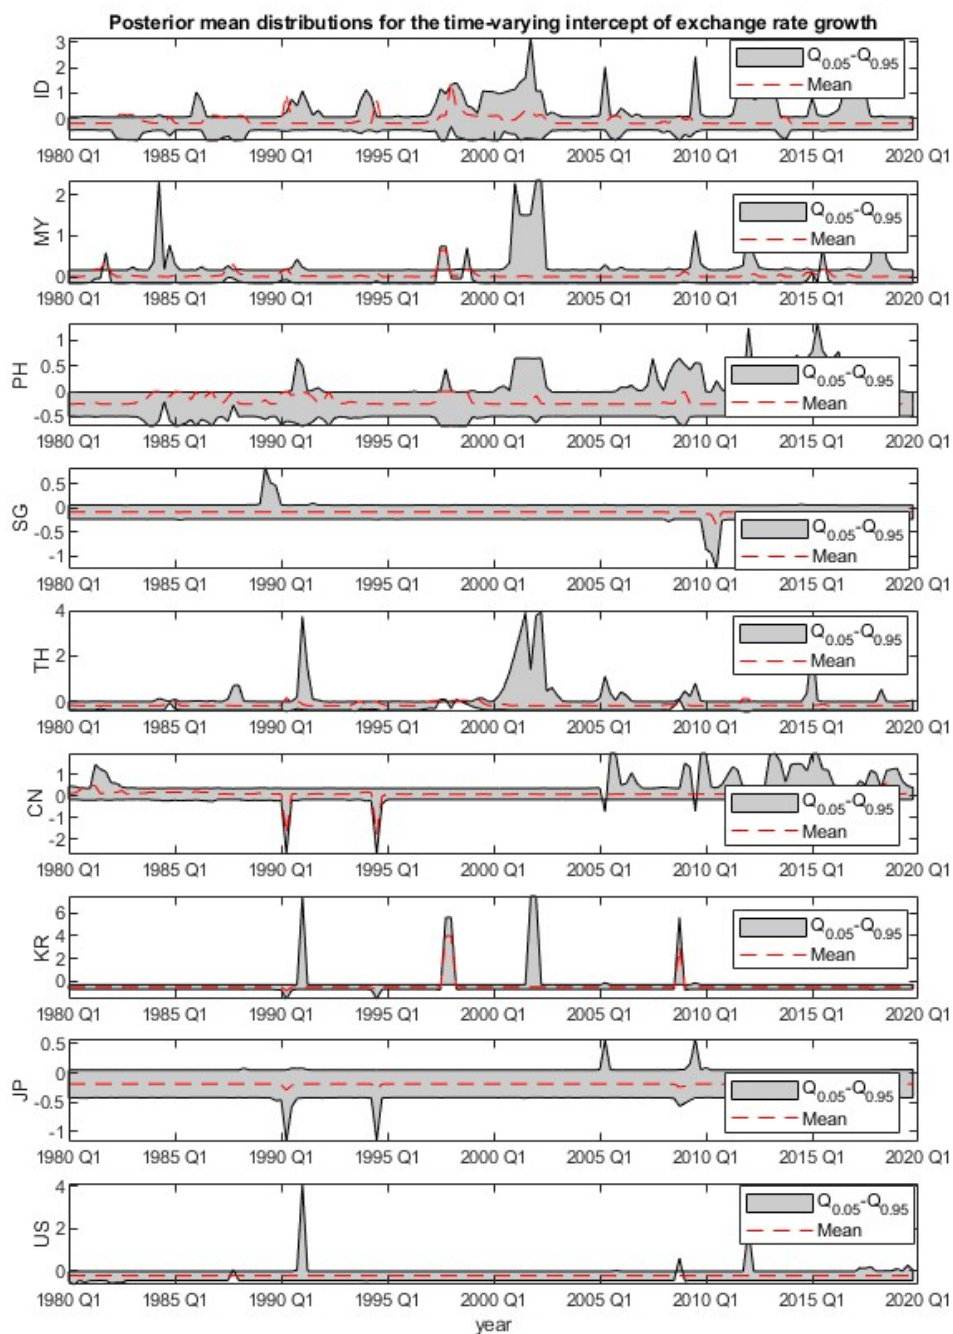 Posterior mean distributions for the time-varying intercept of exchange rate growth
3
2
1
0
ID
Q0.05-Q0.95
Mean
1980 Q1 1985 Q1 1990 Q1 1995 Q1 2000 Q1 2005 Q1 2010 Q1 2015 Q1 2020 Q1
2
1
0
MY
Q0.05-Q0.95
Mean
1980 Q1 1985 Q1 1990 Q1 1995 Q1 2000 Q1 2005 Q1 2010 Q1 2015 Q1 2020 Q1
1
0.5
0
-0.5
PH
Q0.05-Q0.95
Mean
1980 Q1 1985 Q1 1990 Q1 1995 Q1 2000 Q1 2005 Q1 2010 Q1 2015 Q1 2020 Q1
0.5
0
-0.5
-1
SG
Q0.05-Q0.95
Mean
1980 Q1 1985 Q1 1990 Q1 1995 Q1 2000 Q1 2005 Q1 2010 Q1 2015 Q1 2020 Q1
4
2
0
TH
Q0.05-Q0.95
Mean
1980 Q1 1985 Q1 1990 Q1 1995 Q1 2000 Q1 2005 Q1 2010 Q1 2015 Q1 2020 Q1
1
0
-1
-2
CN
Q0.05-Q0.95
Mean
1980 Q1 1985 Q1 1990 Q1 1995 Q1 2000 Q1 2005 Q1 2010 Q1 2015 Q1 2020 Q1
6
4
2
0
KR
Q0.05-Q0.95
Mean
1980 Q1 1985 Q1 1990 Q1 1995 Q1 2000 Q1 2005 Q1 2010 Q1 2015 Q1 2020 Q1
0.5
0
-0.5
-1
JP
Q0.05-Q0.95
Mean
1980 Q1 1985 Q1 1990 Q1 1995 Q1 2000 Q1 2005 Q1 2010 Q1 2015 Q1 2020 Q1
4
2
0
US
Q0.05-Q0.95
Mean
1980 Q1 1985 Q1 1990 Q1 1995 Q1 2000 Q1 2005 Q1 2010 Q1 2015 Q1 2020 Q1
year